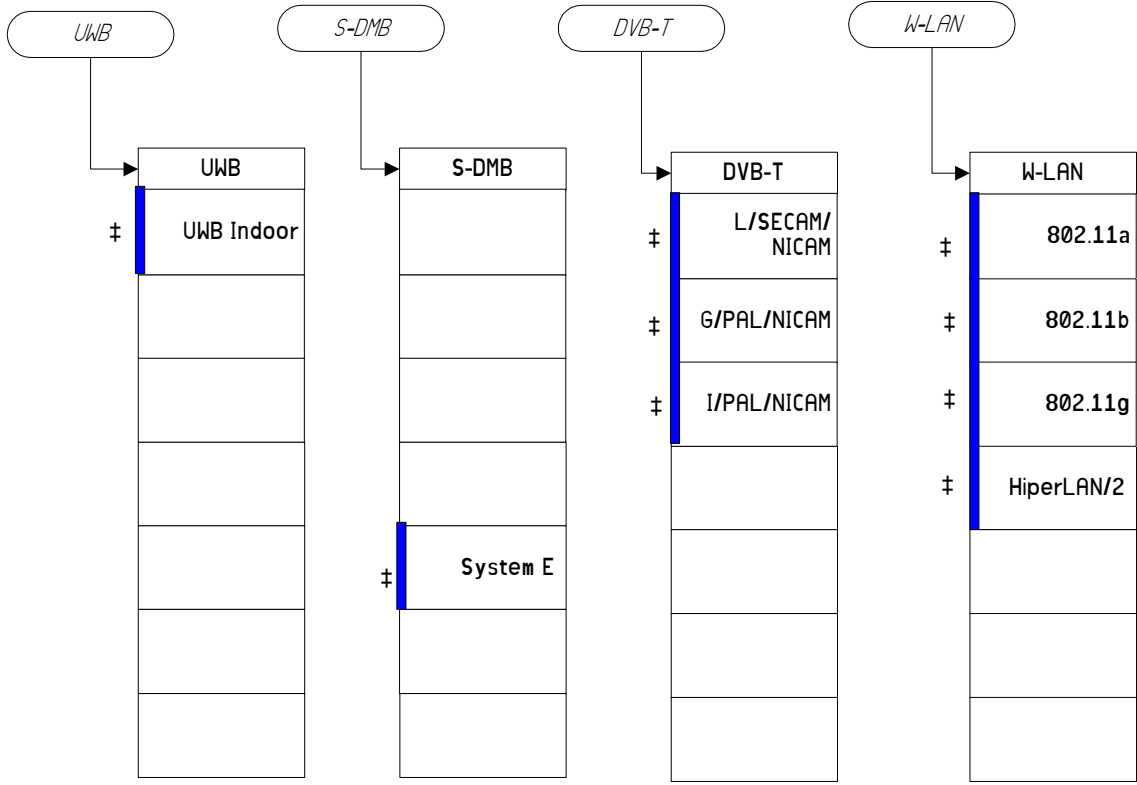 UWB
S-DMB
DVB-T
W-LAN
UWB
‡
UWB Indoor
S-DMB
‡
System E
DVB-T
‡
L/SECAM/
NICAM
‡
G/PAL/NICAM
‡
I/PAL/NICAM
W-LAN
‡
802.11a
‡
802.11b
‡
802.11g
‡
HiperLAN/2